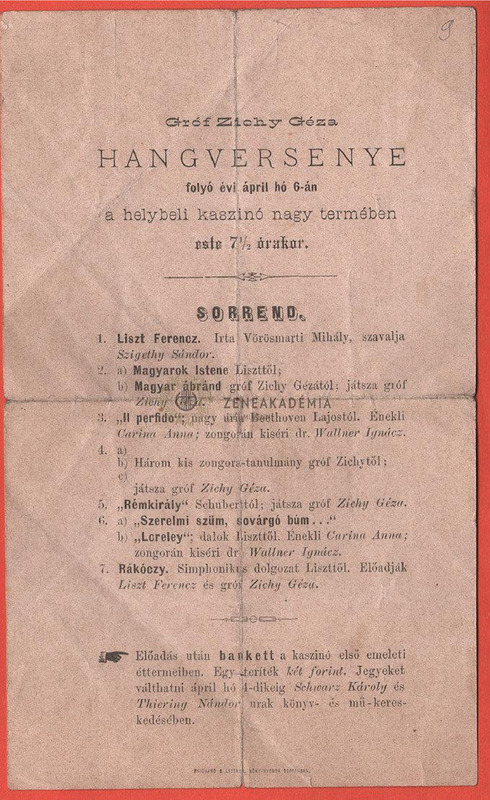 9
Gróf Zichy Géza
HANGVERSENYE
folyó évi ápril hó 6-án
a helybeli kaszinó nagy termében
este 7½ órakor.
SORREND.
1. Liszt Ferencz. Irta Vörösmarti Mihály, szavalja
Szigethy Sándor.
2. a) Magyarok Istene Liszttől;
b) Magyar ábránd gróf Zichy Gézától; játsza gróf
Zichy
ZENEAKADÉMIA
3. „Il perfido“; nagy ária Beethoven Lajostól. Énekli
Carina Anna; zongorán kiséri dr. Wallner Ignácz.
4. a)
b) Három kis zongora-tanulmány gróf Zichytől;
c)
játsza gróf Zichy Géza.
5. „Rémkirály“ Schuberttól; játsza gróf Zichy Géza.
6. a) „Szerelmi szüm, sovárgó búm...“
b) „Loreley“; dalok Liszttől. Énekli Carina Anna;
zongorán kiséri dr Wallner Ignácz.
7. Rákóczy. Simphonikus dolgozat Liszttől. Előadják
Liszt Ferencz és gróf Zichy Géza.
Előadás után bankett a kaszinó első emeleti
éttermeiben. Egy teríték két forint. Jegyeket
válthatni ápril hó 4-dikeig Schwarz Károly és
Thiering Nándor urak könyv- és mű-keres-
kedésében.